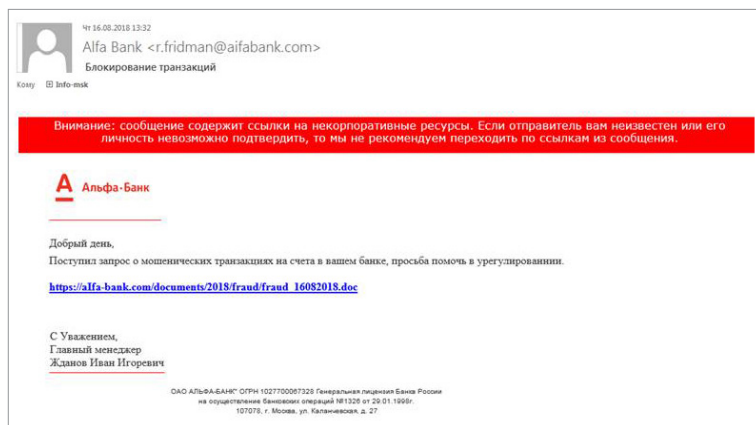 Чт 16.08.2018 13:32
Alfa Bank <r.fridman@aifabank.com>
Блокирование транзакций
Кому Info-msk
Внимание: сообщение содержит ссылки на некорпоративные ресурсы. Если отправитель вам неизвестен или его
личность невозможно подтвердить, то мы не рекомендуем переходить по ссылкам из сообщения.
А Альфа-Банк
Добрый день,
Поступил запрос о мошенических транзакциях на счета в вашем банке, просьба помочь в урегулированнии.
https://aIfa-bank.com/documents/2018/fraud/fraud_16082018.doc
С Уважением,
Главный менеджер
Жданов Иван Игоревич
ОАО АЛЬФА-БАНК" ОГРН 1027700067328 Генеральная лицензия Банка России
на осуществление банковских операций №1326 от 29.01.1998г.
107078, г. Москва, ул. Каланчевская, д. 27